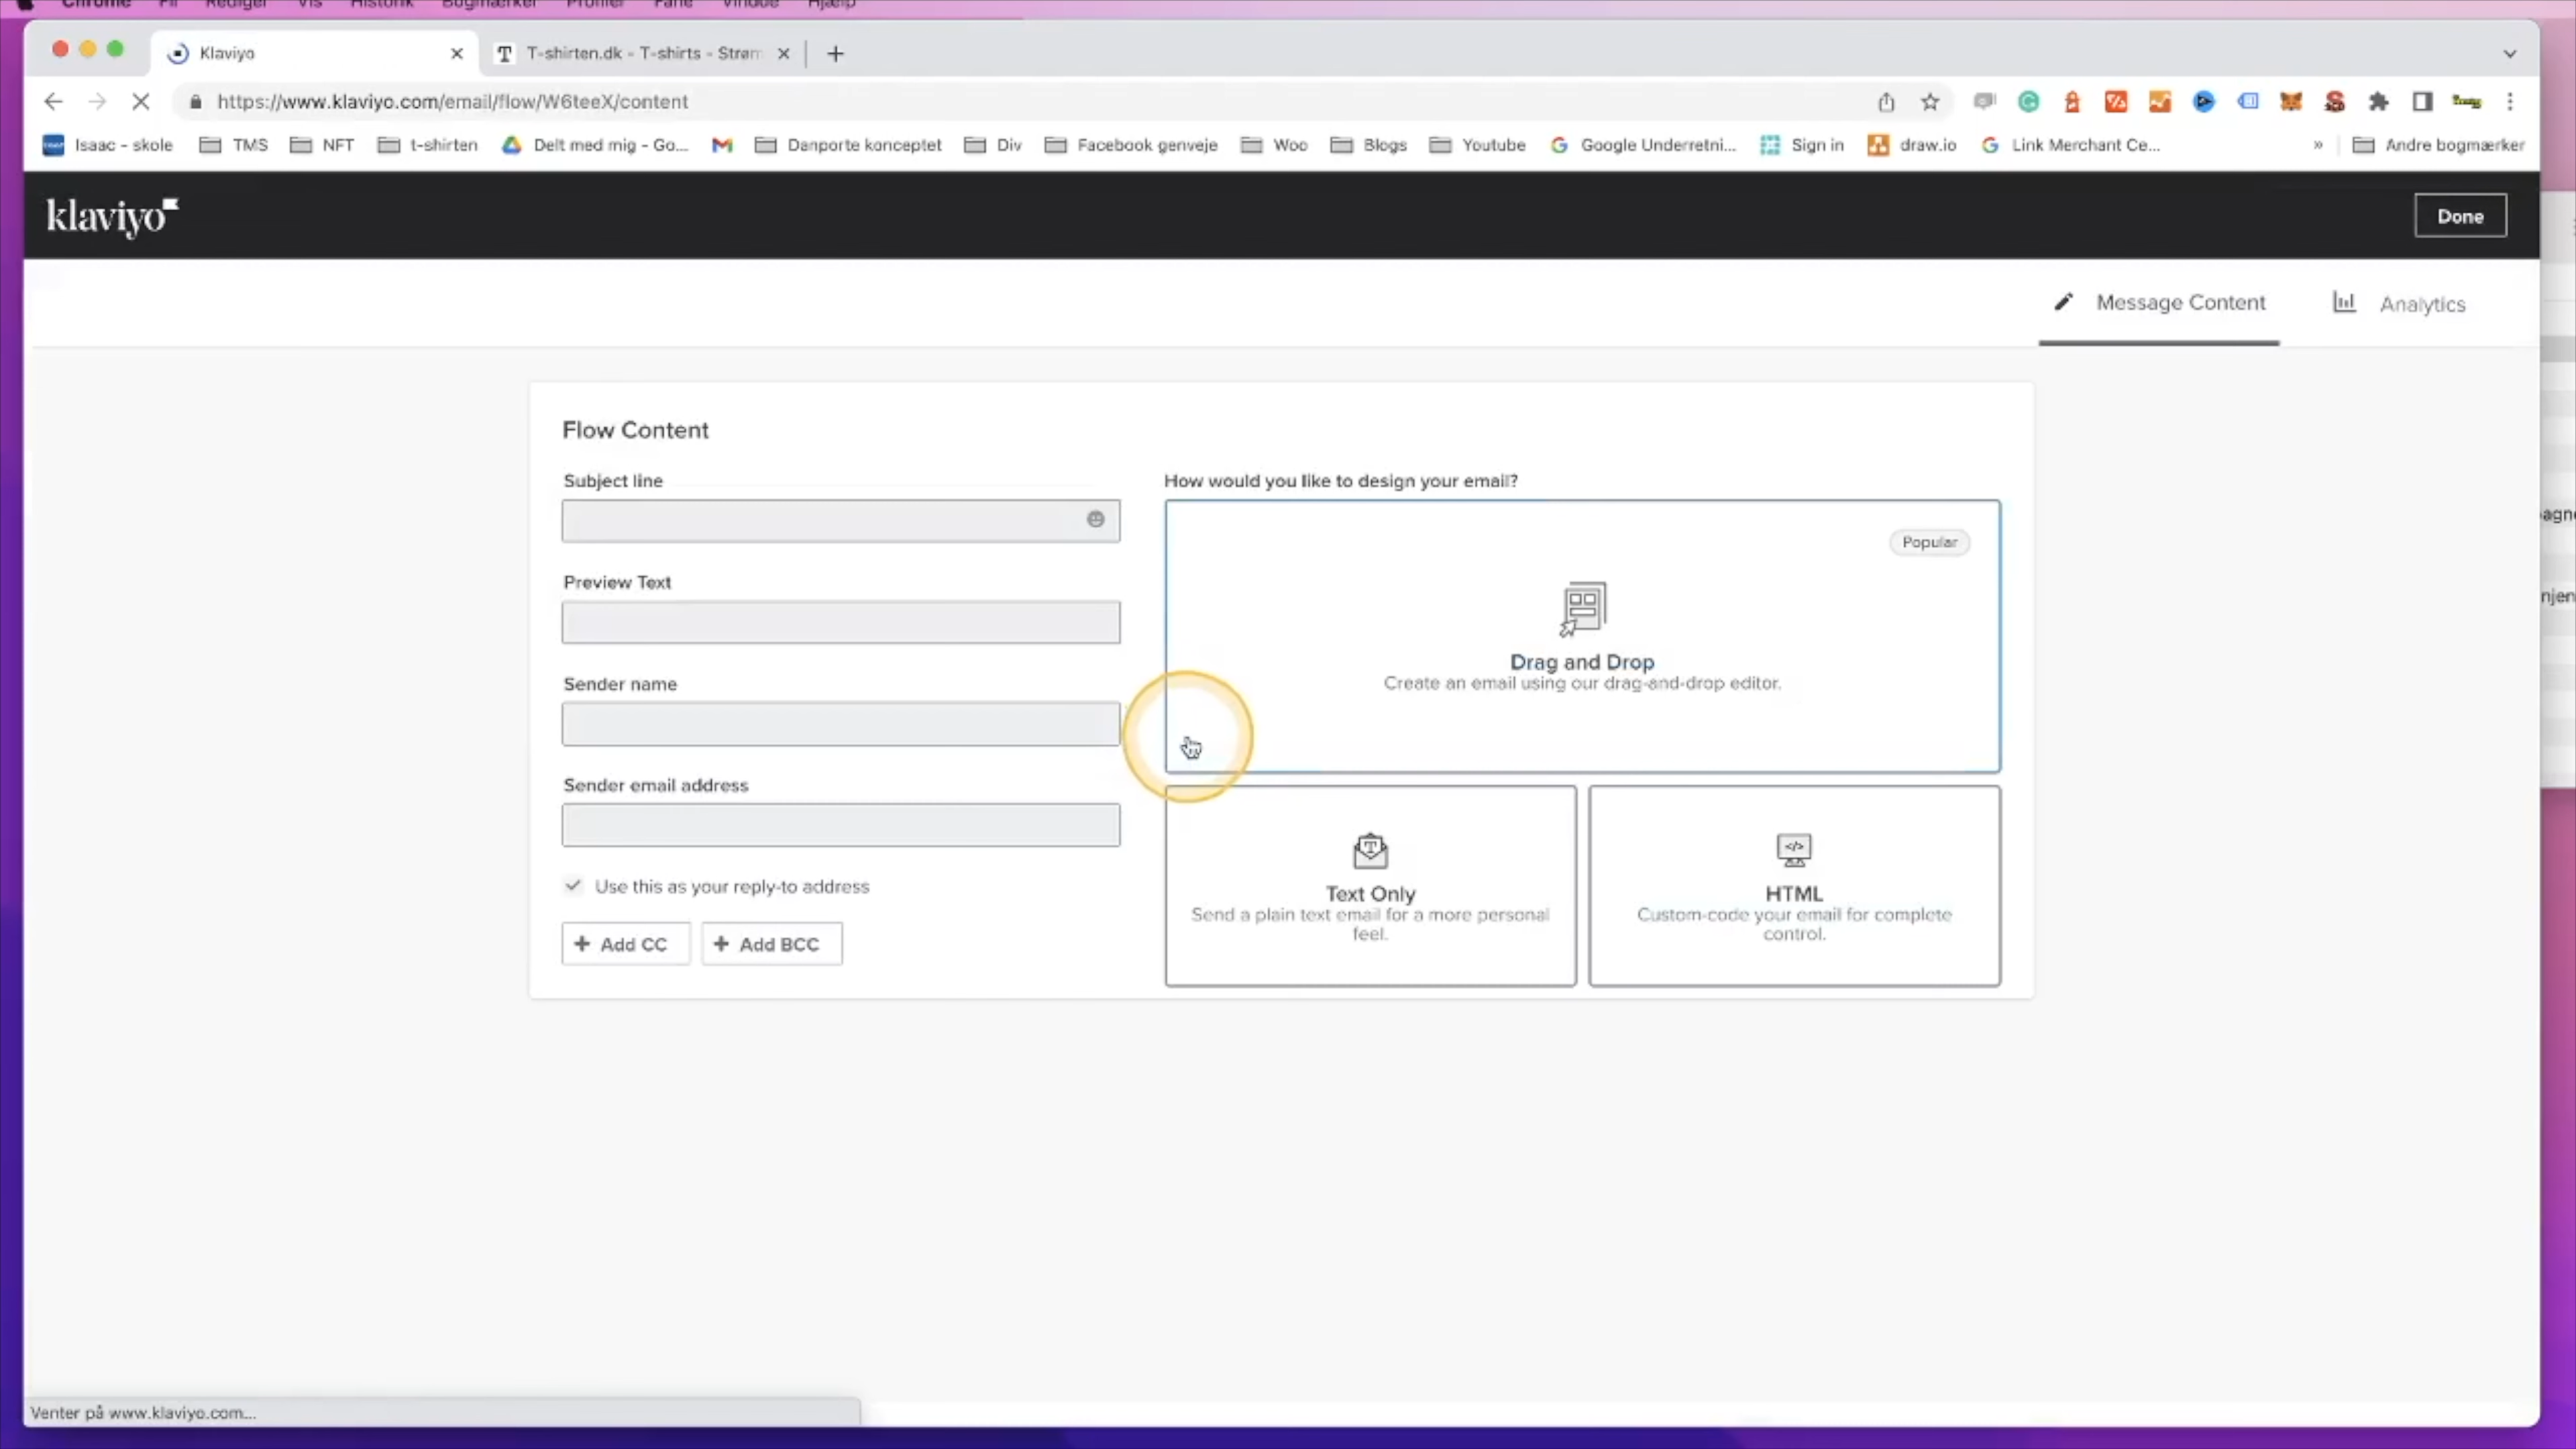 Chrome Fil Rediger Vis Historik Bogmærker Profiler Fane Vindue Hjælp
Klaviyo
T-shirten.dk - T-shirts - Strøm
https://www.klaviyo.com/email/flow/W6teeX/content
Isaac - skole
TMS
NFT
t-shirten
Delt med mig - Go...
Danporte konceptet
Div
Facebook genveje
Woo
Blogs
Youtube
Google Underretni...
Sign in
draw.io
Link Merchant Ce...
»
Andre bogmærker
klaviyo
Done
Message Content
Analytics
Flow Content
Subject line
Preview Text
Sender name
Sender email address
Use this as your reply-to address
+ Add CC
+ Add BCC
How would you like to design your email?
Popular
Drag and Drop
Create an email using our drag-and-drop editor.
Text Only
Send a plain text email for a more personal
feel.
HTML
Custom-code your email for complete
control.
Venter på www.klaviyo.com...